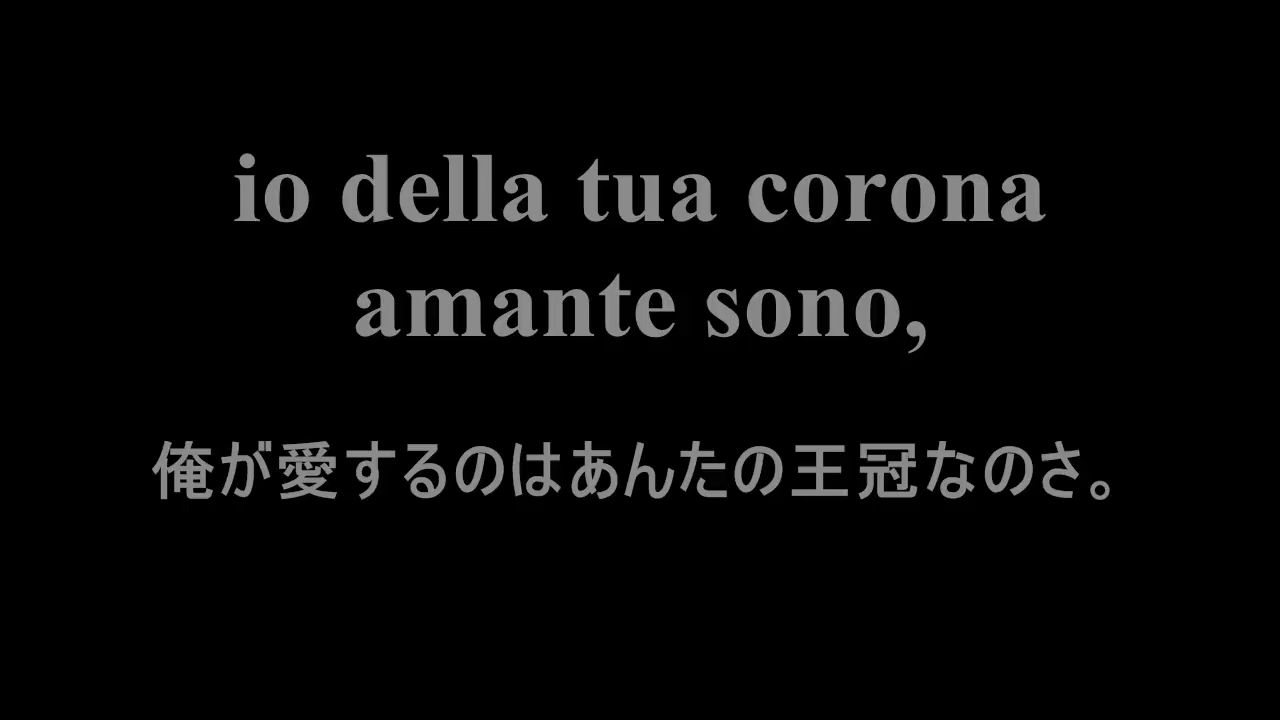 io della tua corona
amante sono,
俺が愛するのはあんたの王冠なのさ。